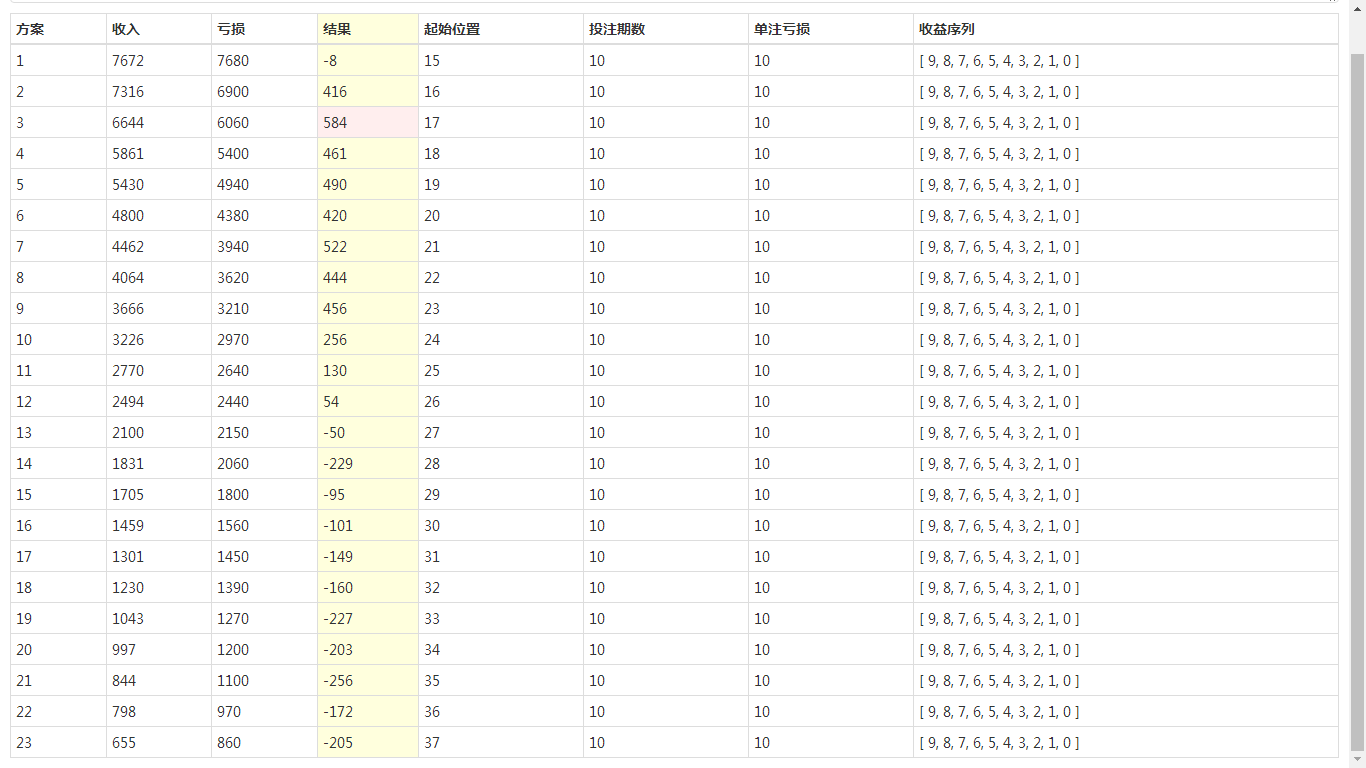 方案 收入 亏损 结果 起始位置 投注期数 单注亏损 收益序列
1 7672 7680 -8 15 10 10 [ 9, 8, 7, 6, 5, 4, 3, 2, 1, 0 ]
2 7316 6900 416 16 10 10 [ 9, 8, 7, 6, 5, 4, 3, 2, 1, 0 ]
3 6644 6060 584 17 10 10 [ 9, 8, 7, 6, 5, 4, 3, 2, 1, 0 ]
4 5861 5400 461 18 10 10 [ 9, 8, 7, 6, 5, 4, 3, 2, 1, 0 ]
5 5430 4940 490 19 10 10 [ 9, 8, 7, 6, 5, 4, 3, 2, 1, 0 ]
6 4800 4380 420 20 10 10 [ 9, 8, 7, 6, 5, 4, 3, 2, 1, 0 ]
7 4462 3940 522 21 10 10 [ 9, 8, 7, 6, 5, 4, 3, 2, 1, 0 ]
8 4064 3620 444 22 10 10 [ 9, 8, 7, 6, 5, 4, 3, 2, 1, 0 ]
9 3666 3210 456 23 10 10 [ 9, 8, 7, 6, 5, 4, 3, 2, 1, 0 ]
10 3226 2970 256 24 10 10 [ 9, 8, 7, 6, 5, 4, 3, 2, 1, 0 ]
11 2770 2640 130 25 10 10 [ 9, 8, 7, 6, 5, 4, 3, 2, 1, 0 ]
12 2494 2440 54 26 10 10 [ 9, 8, 7, 6, 5, 4, 3, 2, 1, 0 ]
13 2100 2150 -50 27 10 10 [ 9, 8, 7, 6, 5, 4, 3, 2, 1, 0 ]
14 1831 2060 -229 28 10 10 [ 9, 8, 7, 6, 5, 4, 3, 2, 1, 0 ]
15 1705 1800 -95 29 10 10 [ 9, 8, 7, 6, 5, 4, 3, 2, 1, 0 ]
16 1459 1560 -101 30 10 10 [ 9, 8, 7, 6, 5, 4, 3, 2, 1, 0 ]
17 1301 1450 -149 31 10 10 [ 9, 8, 7, 6, 5, 4, 3, 2, 1, 0 ]
18 1230 1390 -160 32 10 10 [ 9, 8, 7, 6, 5, 4, 3, 2, 1, 0 ]
19 1043 1270 -227 33 10 10 [ 9, 8, 7, 6, 5, 4, 3, 2, 1, 0 ]
20 997 1200 -203 34 10 10 [ 9, 8, 7, 6, 5, 4, 3, 2, 1, 0 ]
21 844 1100 -256 35 10 10 [ 9, 8, 7, 6, 5, 4, 3, 2, 1, 0 ]
22 798 970 -172 36 10 10 [ 9, 8, 7, 6, 5, 4, 3, 2, 1, 0 ]
23 655 860 -205 37 10 10 [ 9, 8, 7, 6, 5, 4, 3, 2, 1, 0 ]